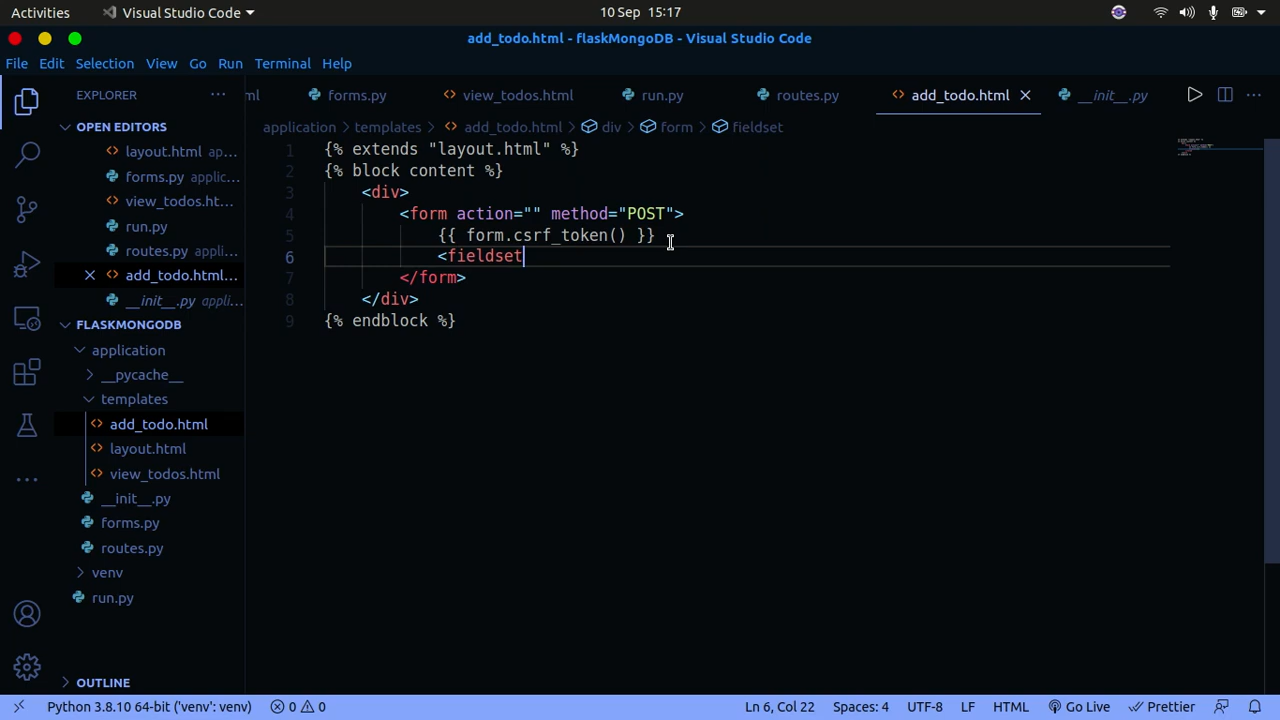 Activities
Visual Studio Code
10 Sep 15:17
add_todo.html - flaskMongoDB - Visual Studio Code
File Edit Selection View Go Run Terminal Help
EXPLORER
OPEN EDITORS
layout.html ap...
forms.py applic...
view_todos.ht...
run.py
routes.py appli...
add_todo.html...
__init__.py appli...
FLASKMONGODB
application
__pycache__
templates
add_todo.html
layout.html
view_todos.html
__init__.py
forms.py
routes.py
venv
run.py
OUTLINE
ml forms.py view_todos.html run.py routes.py add_todo.html __init__.py
application templates add_todo.html div form fieldset
1 {% extends "layout.html" %}
2 {% block content %}
3 <div>
4 <form action="" method="POST">
5 {{ form.csrf_token() }}
6 <fieldset
7 </form>
8 </div>
9 {% endblock %}
Python 3.8.10 64-bit ('venv': venv) 0 0 Ln 6, Col 22 Spaces: 4 UTF-8 LF HTML Go Live Prettier